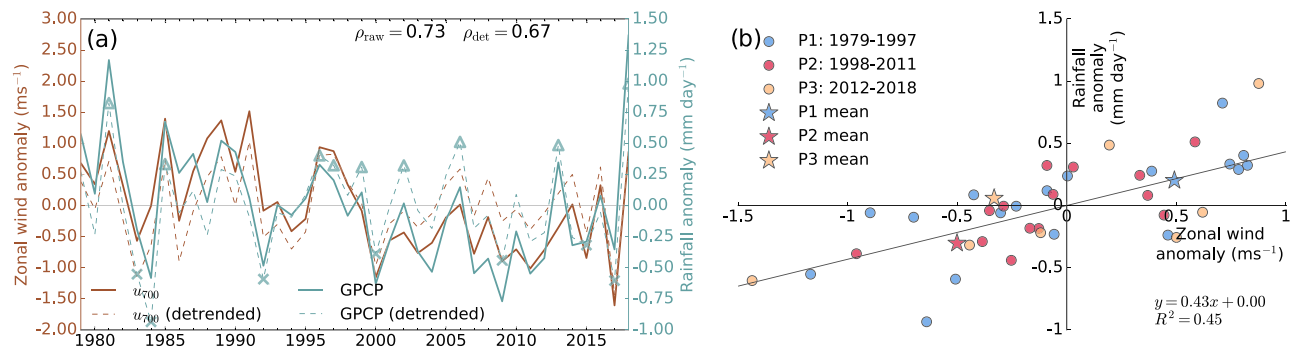 (a)
ρraw = 0.73 ρdet = 0.67
Zonal wind anomaly (ms⁻¹)
3.00
2.50
2.00
1.50
1.00
0.50
0.00
−0.50
−1.00
−1.50
−2.00
1980 1985 1990 1995 2000 2005 2010 2015
u₇₀₀
u₇₀₀ (detrended)
GPCP
GPCP (detrended)
1.50
1.25
1.00
0.75
0.50
0.25
0.00
−0.25
−0.50
−0.75
−1.00
Rainfall anomaly (mm day⁻¹)
(b)
P1: 1979-1997
P2: 1998-2011
P3: 2012-2018
P1 mean
P2 mean
P3 mean
1.5
1
0.5
0
-0.5
-1
Rainfall
anomaly
(mm day⁻¹)
-1.5 -1 -0.5 0 0.5 1
Zonal wind
anomaly (ms⁻¹)
y = 0.43x + 0.00
R² = 0.45